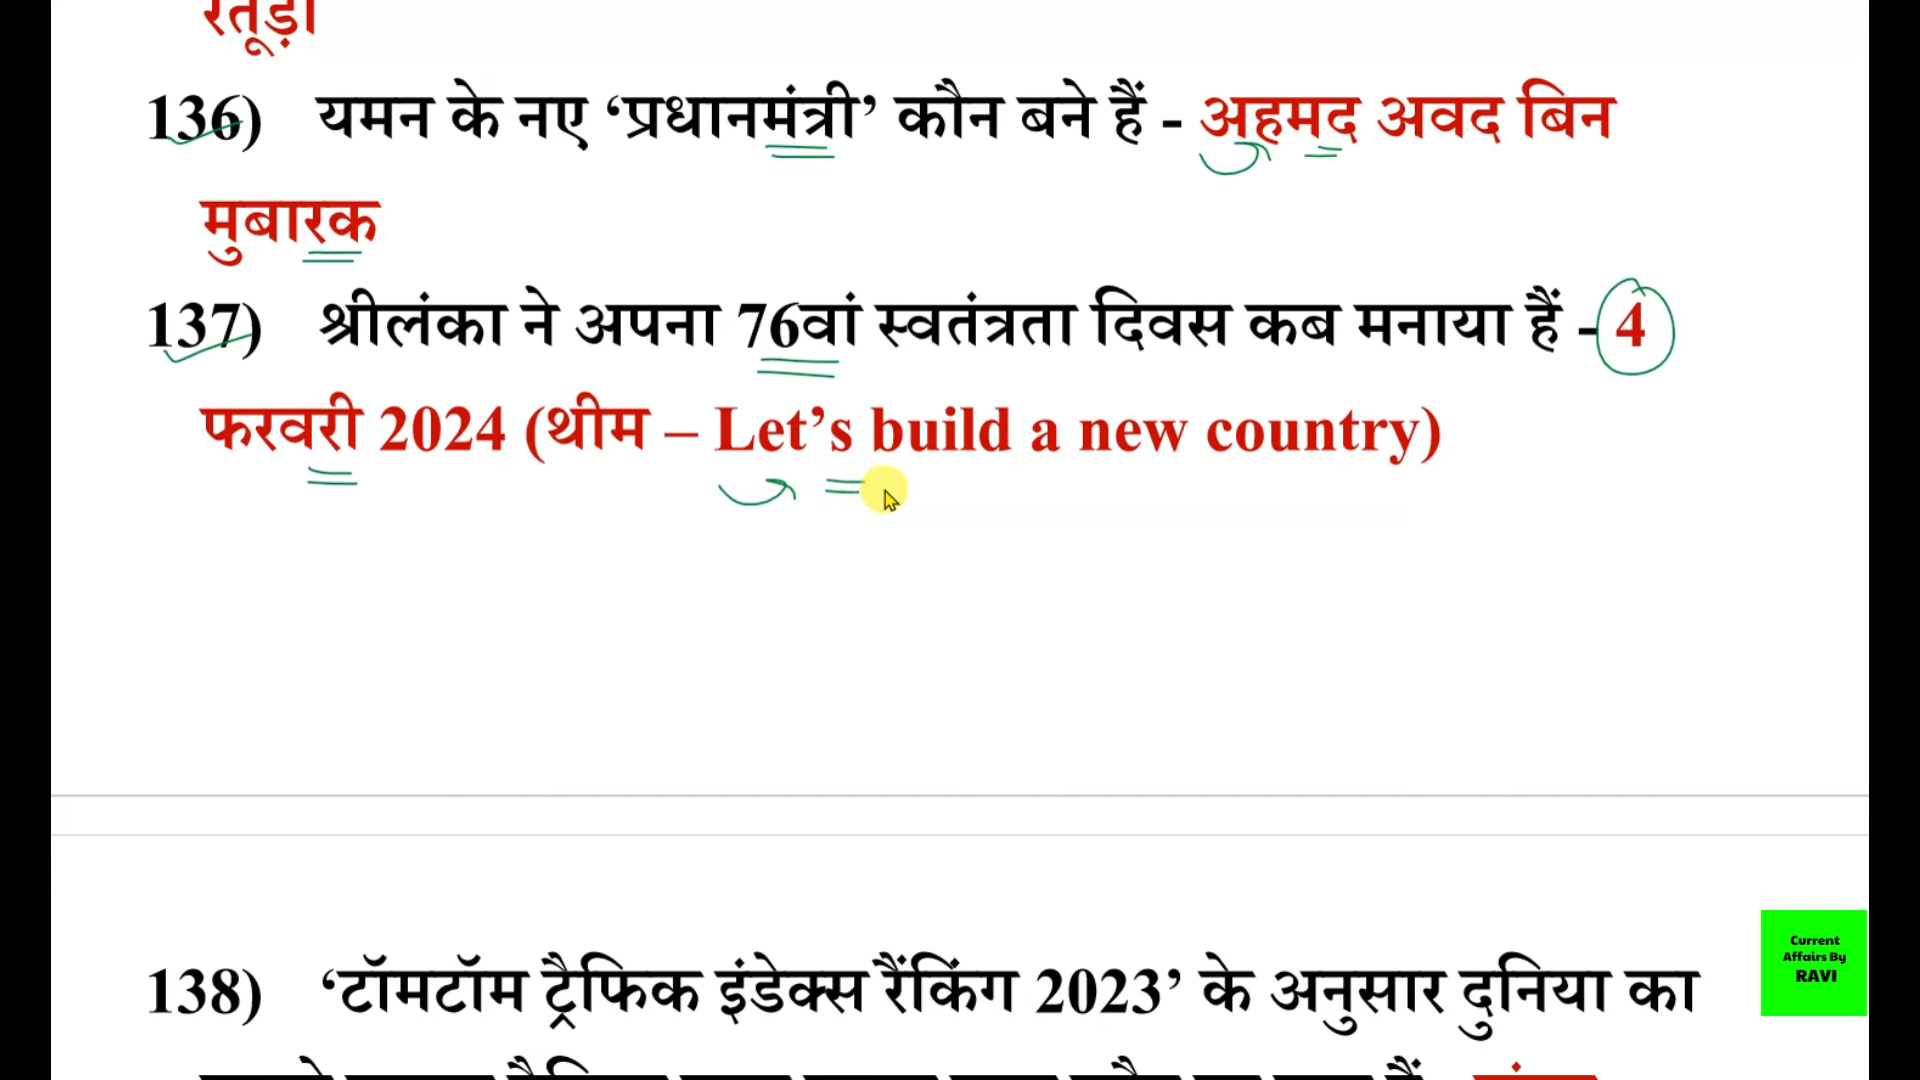 रतूड़ी
136) यमन के नए ‘प्रधानमंत्री’ कौन बने हैं - अहमद अवद बिन
मुबारक
137) श्रीलंका ने अपना 76वां स्वतंत्रता दिवस कब मनाया हैं - 4
फरवरी 2024 (थीम – Let’s build a new country)
138) ‘टॉमटॉम ट्रैफिक इंडेक्स रैंकिंग 2023’ के अनुसार दुनिया का
Current
Affairs By
RAVI